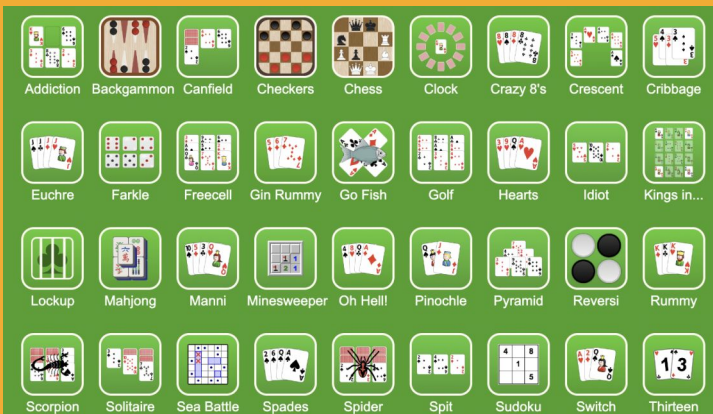 Addiction Backgammon Canfield Checkers Chess Clock Crazy 8's Crescent Cribbage
Euchre Farkle Freecell Gin Rummy Go Fish Golf Hearts Idiot Kings in...
Lockup Mahjong Manni Minesweeper Oh Hell! Pinochle Pyramid Reversi Rummy
Scorpion Solitaire Sea Battle Spades Spider Spit Sudoku Switch Thirteen